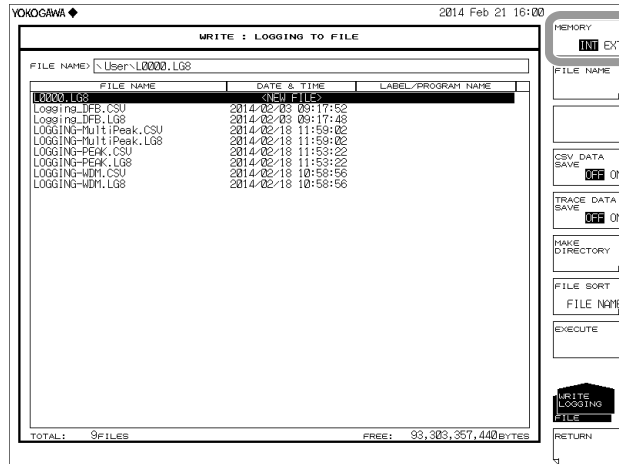 YOKOGAWA 2014 Feb 21 16:00
WRITE : LOGGING TO FILE
FILE NAME> \User\L0000.LG8
FILE NAME DATE & TIME LABEL/PROGRAM NAME
L0000.LG8 <NEW FILE>
Logging_DFB.CSV 2014/02/03 09:17:52
Logging_DFB.LG8 2014/02/03 09:17:48
LOGGING-MultiPeak.CSV 2014/02/18 11:59:02
LOGGING-MultiPeak.LG8 2014/02/18 11:59:02
LOGGING-PEAK.CSV 2014/02/18 11:53:22
LOGGING-PEAK.LG8 2014/02/18 11:53:22
LOGGING-WDM.CSV 2014/02/18 10:58:56
LOGGING-WDM.LG8 2014/02/18 10:58:56
TOTAL: 9FILES FREE: 93,303,357,440BYTES
MEMORY
INT EXT
FILE NAME
CSV DATA
SAVE
OFF ON
TRACE DATA
SAVE
OFF ON
MAKE
DIRECTORY
FILE SORT
FILE NAME
EXECUTE
WRITE
LOGGING
FILE
RETURN